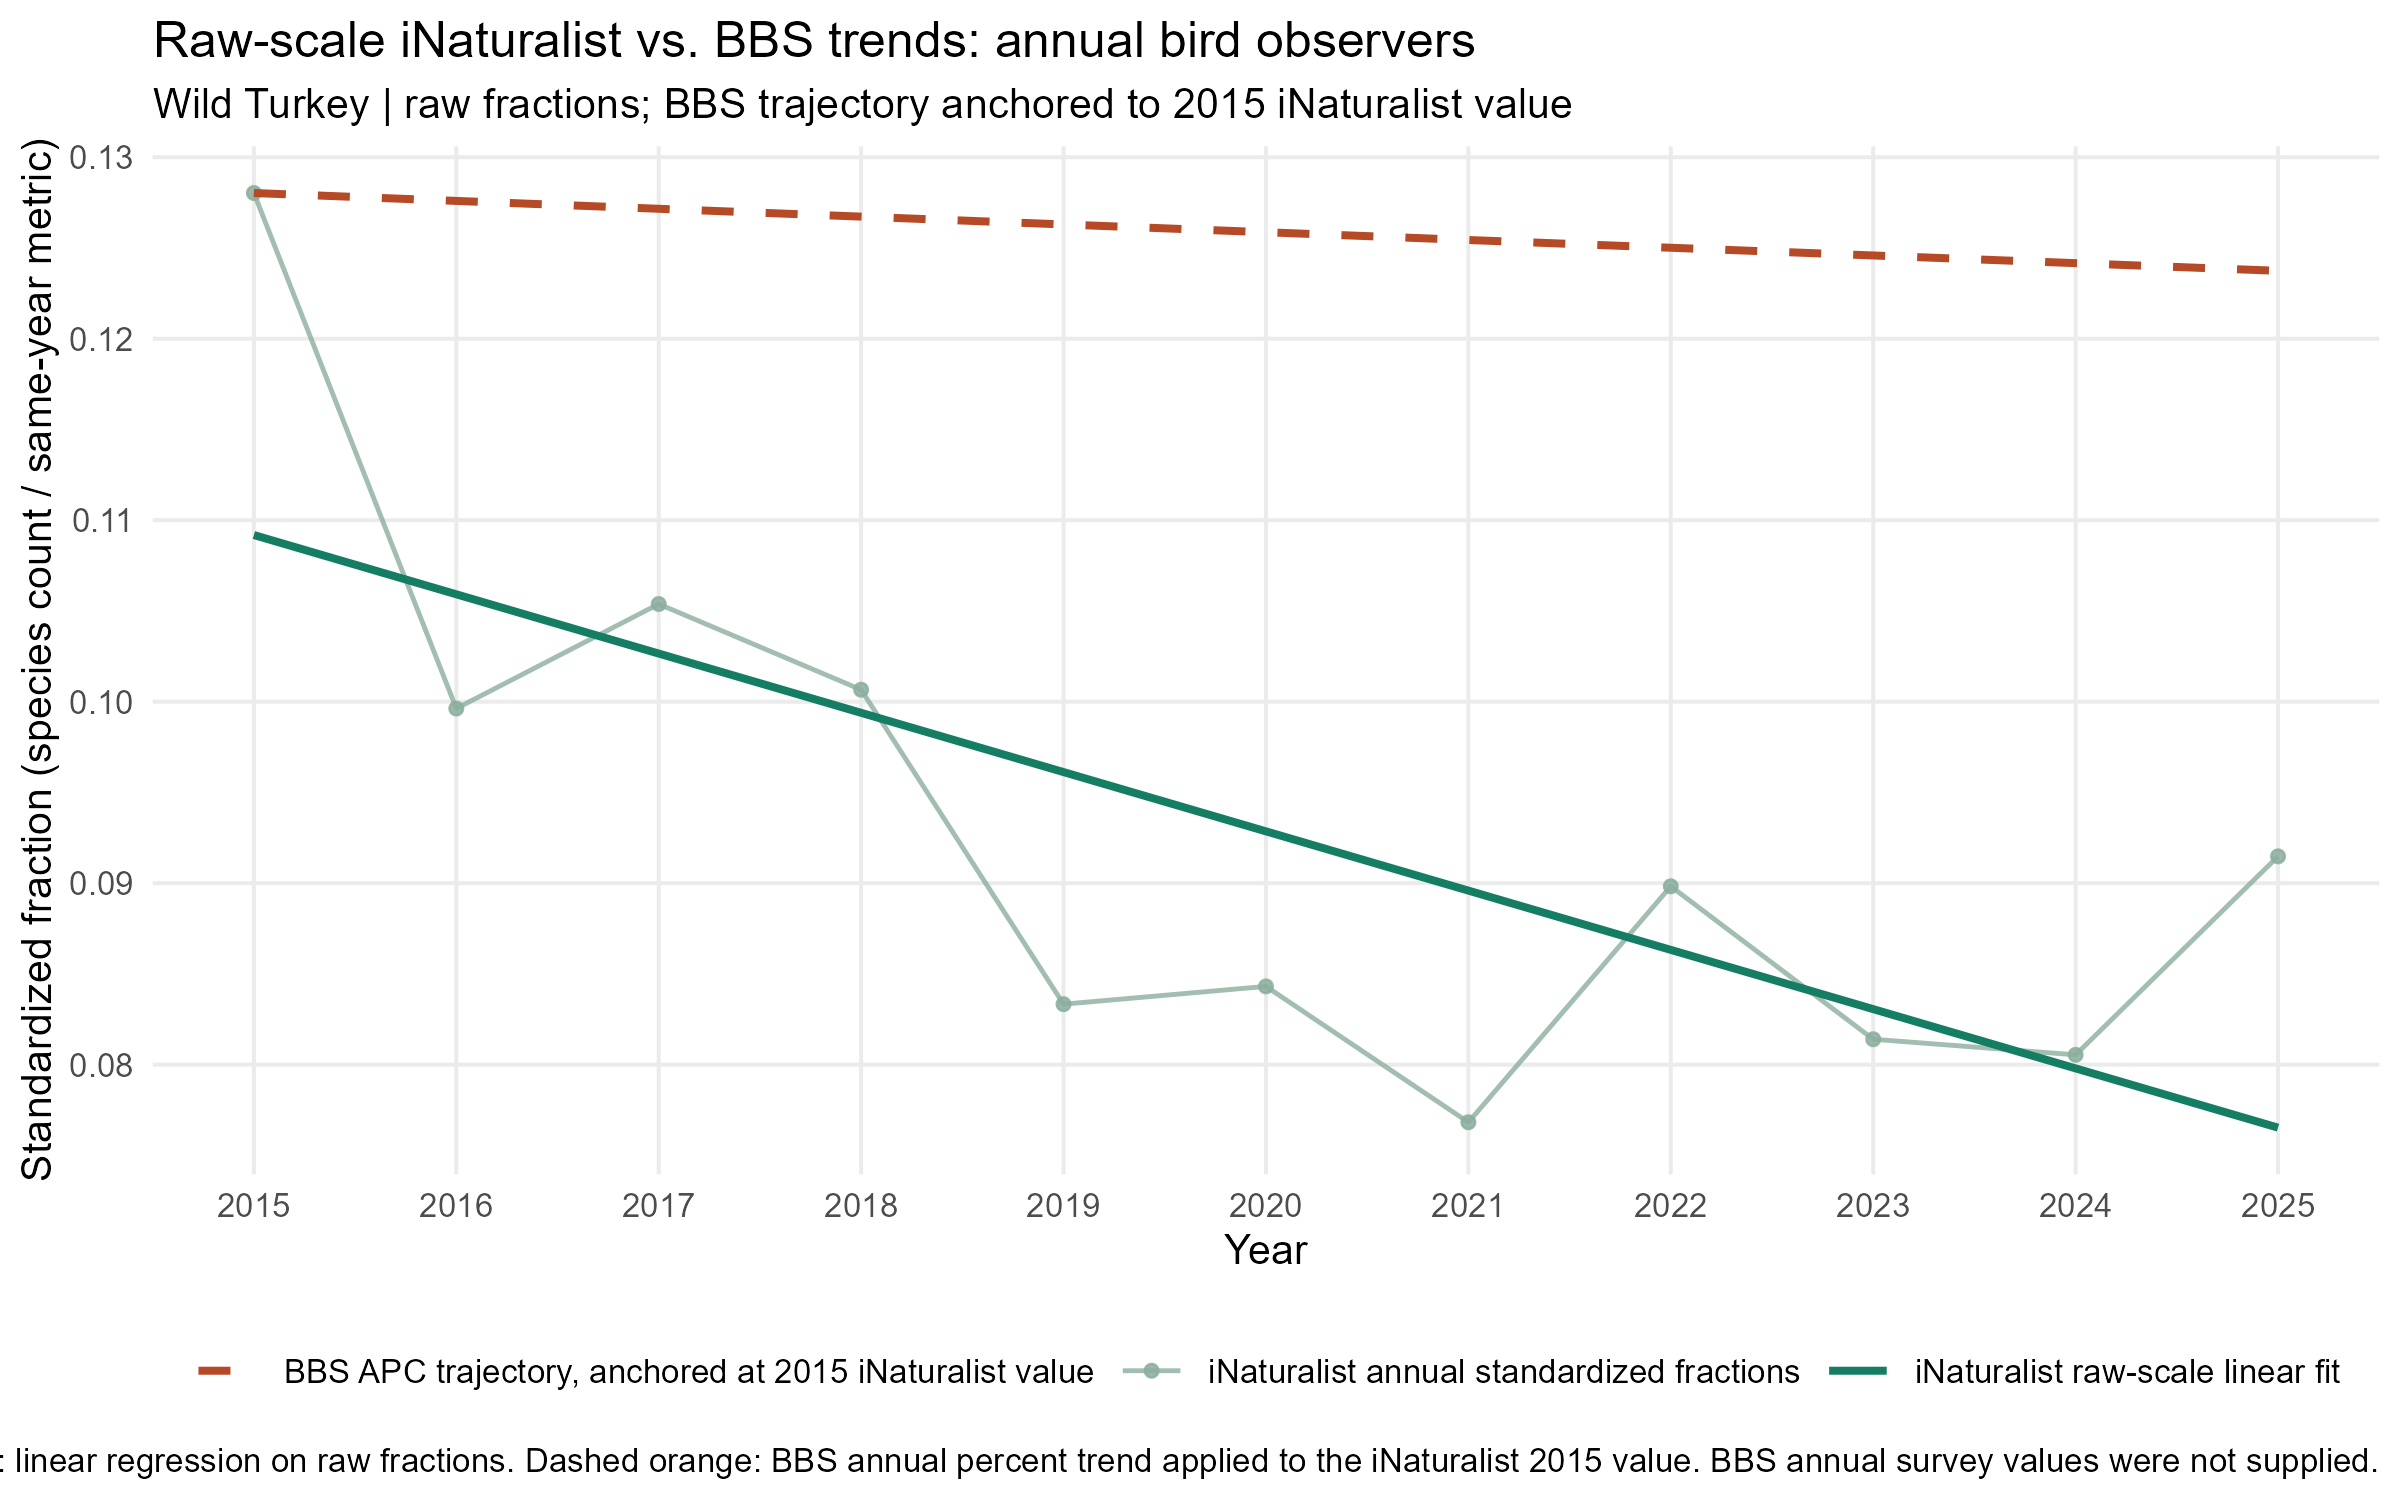 Raw-scale iNaturalist vs. BBS trends: annual bird observers
Wild Turkey | raw fractions; BBS trajectory anchored to 2015 iNaturalist value
Standardized fraction (species count / same-year metric)
0.13
0.12
0.11
0.10
0.09
0.08
2015 2016 2017 2018 2019 2020 2021 2022 2023 2024 2025
Year
BBS APC trajectory, anchored at 2015 iNaturalist value iNaturalist annual standardized fractions iNaturalist raw-scale linear fit
: linear regression on raw fractions. Dashed orange: BBS annual percent trend applied to the iNaturalist 2015 value. BBS annual survey values were not supplied.